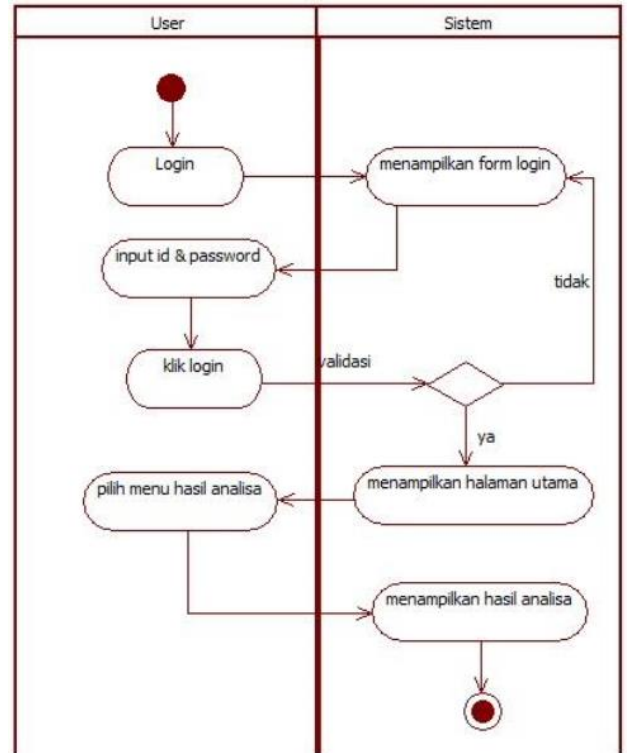 User
Sistem
Login
menampilkan form login
input id & password
tidak
klik login
validasi
ya
pilih menu hasil analisa
menampilkan halaman utama
menampilkan hasil analisa